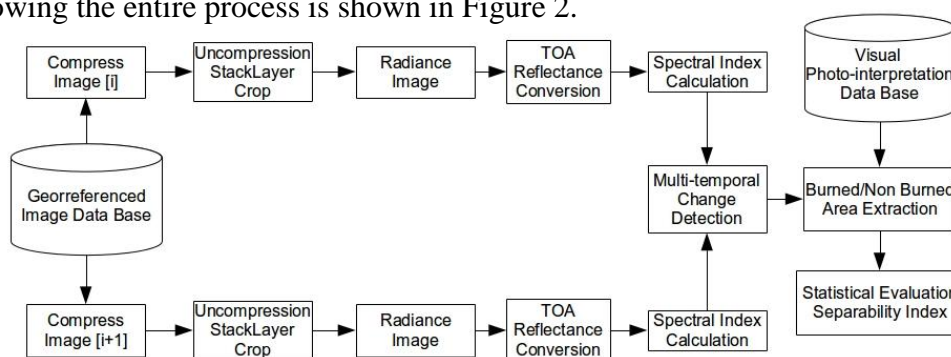 owing the entire process is shown in Figure 2.
Compress
Image [i]
Uncompression
StackLayer
Crop
Radiance
Image
TOA
Reflectance
Conversion
Spectral Index
Calculation
Visual
Photo-interpretation
Data Base
Georreferenced
Image Data Base
Multi-temporal
Change
Detection
Burned/Non Burned
Area Extraction
Statistical Evaluation
Separability Index
Compress
Image [i+1]
Uncompression
StackLayer
Crop
Radiance
Image
TOA
Reflectance
Conversion
Spectral Index
Calculation